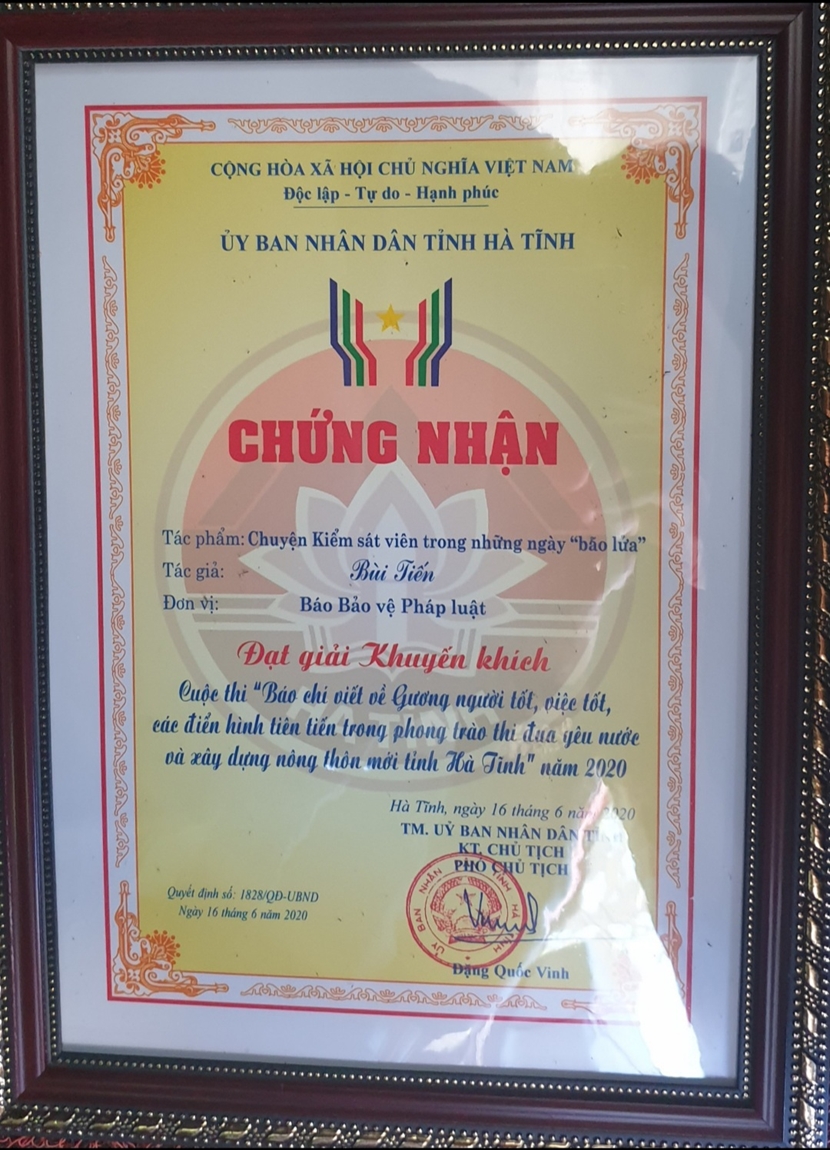 CỘNG HÒA XÃ HỘI CHỦ NGHĨA VIỆT NAM
Độc lập - Tự do - Hạnh phúc
ỦY BAN NHÂN DÂN TỈNH HÀ TĨNH
CHỨNG NHẬN
Tác phẩm: Chuyện Kiểm sát viên trong những ngày “bão lửa”
Tác giả: Bùi Tiến
Đơn vị: Báo Bảo vệ Pháp luật
Đạt giải Khuyến khích
Cuộc thi "Báo chí viết về Gương người tốt, việc tốt,
các điển hình tiên tiến trong phong trào thi đua yêu nước
và xây dựng nông thôn mới tỉnh Hà Tĩnh" năm 2020
Hà Tĩnh, ngày 16 tháng 6 năm 2020
TM. UỶ BAN NHÂN DÂN TỈNH
KT. CHỦ TỊCH
PHÓ CHỦ TỊCH
Quyết định số: 1828/QĐ-UBND
Ngày 16 tháng 6 năm 2020
ỦY BAN NHÂN TỈNH HÀ TĨNH
Đặng Quốc Vinh